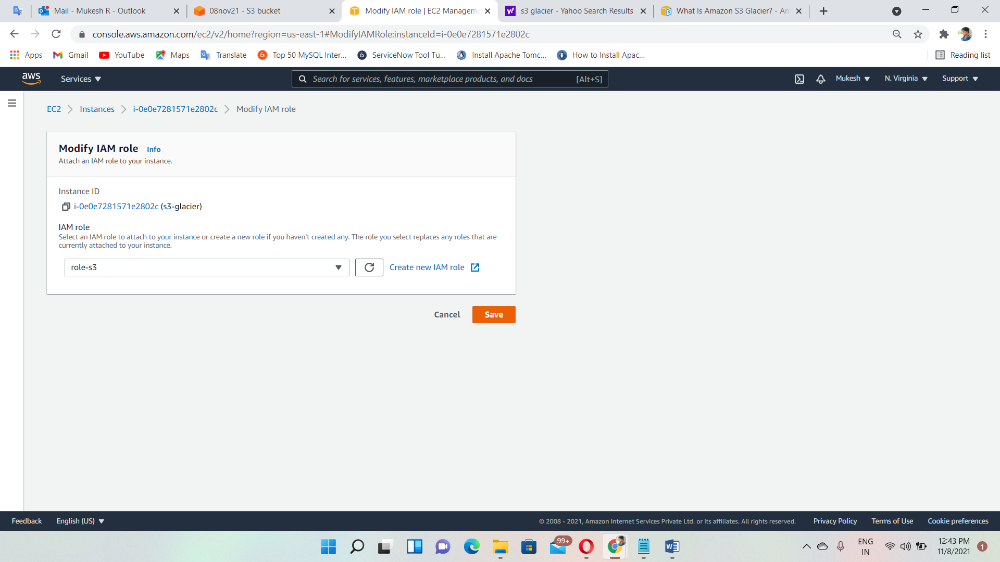 Mail - Mukesh R - Outlook
08nov21 - S3 bucket
Modify IAM role | EC2 Managem
s3 glacier - Yahoo Search Results
What Is Amazon S3 Glacier? - Am
console.aws.amazon.com/ec2/v2/home?region=us-east-1#ModifyIAMRole:instanceId=i-0e0e7281571e2802c
Apps
Gmail
YouTube
Maps
Translate
Top 50 MySQL Inter...
ServiceNow Tool Tu...
Install Apache Tomc...
How to Install Apac...
Reading list
aws
Services
Search for services, features, marketplace products, and docs
[Alt+S]
Mukesh
N. Virginia
Support
EC2
Instances
i-0e0e7281571e2802c
Modify IAM role
Modify IAM role Info
Attach an IAM role to your instance.
Instance ID
i-0e0e7281571e2802c (s3-glacier)
IAM role
Select an IAM role to attach to your instance or create a new role if you haven't created any. The role you select replaces any roles that are
currently attached to your instance.
role-s3
Create new IAM role
Cancel
Save
Feedback
English (US)
© 2008 - 2021, Amazon Internet Services Private Ltd. or its affiliates. All rights reserved.
Privacy Policy
Terms of Use
Cookie preferences
99+
ENG
IN
12:43 PM
11/8/2021
1